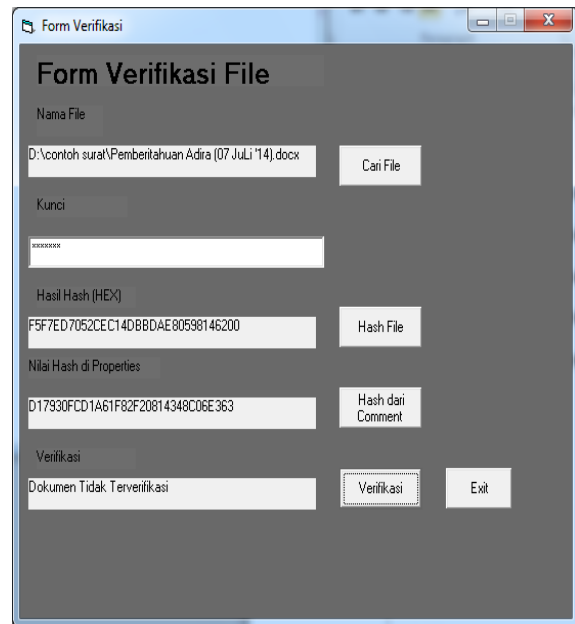 Form Verifikasi
Form Verifikasi File
Nama File
D:\contoh surat\Pemberitahuan Adira (07 JuLi '14).docx
Cari File
Kunci
xxxxxxx
Hasil Hash (HEX)
F5F7ED7052CEC14DBBDAE80598146200
Hash File
Nilai Hash di Properties
D17930FCD1A61F82F20814348C06E363
Hash dari
Comment
Verifikasi
Dokumen Tidak Terverifikasi
Verifikasi
Exit